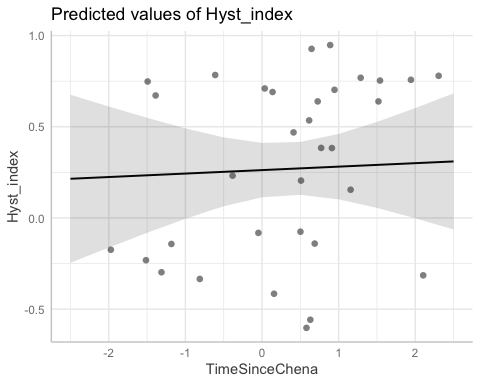 Predicted values of Hyst_index
1.0
0.5
0.0
-0.5
Hyst_index
-2 -1 0 1 2
TimeSinceChena